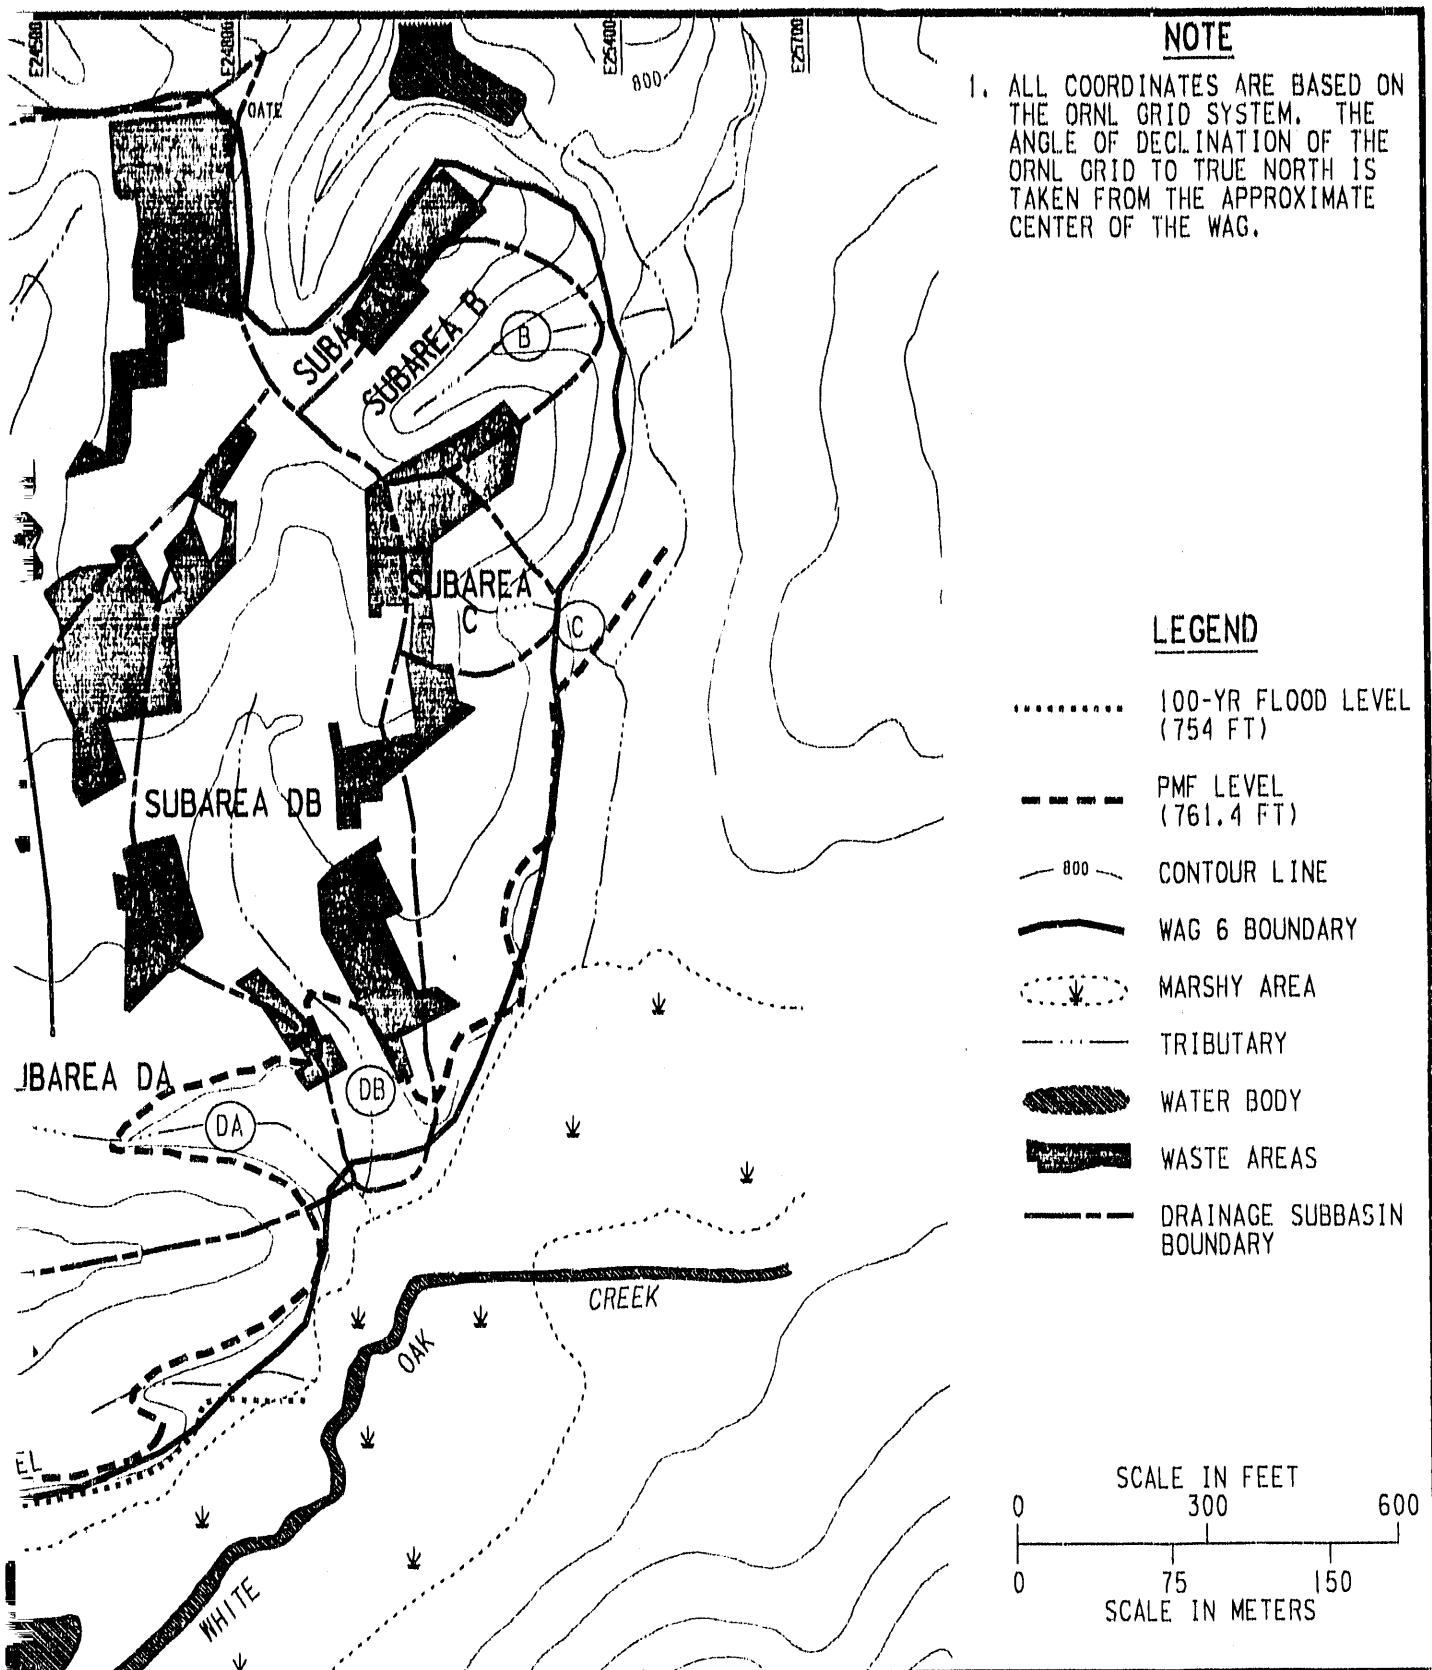 E24500
E24800
E25400
E25700
800
GATE
NOTE
1. ALL COORDINATES ARE BASED ON
THE ORNL GRID SYSTEM. THE
ANGLE OF DECLINATION OF THE
ORNL GRID TO TRUE NORTH IS
TAKEN FROM THE APPROXIMATE
CENTER OF THE WAG.
SUBA
SUBAREA B
B
SUBAREA
C
C
SUBAREA DB
UBAREA DA
DB
DA
CREEK
OAK
WHITE
EL
LEGEND
100-YR FLOOD LEVEL
(754 FT)
PMF LEVEL
(761.4 FT)
800
CONTOUR LINE
WAG 6 BOUNDARY
MARSHY AREA
TRIBUTARY
WATER BODY
WASTE AREAS
DRAINAGE SUBBASIN
BOUNDARY
SCALE IN FEET
0 300 600
0 75 150
SCALE IN METERS